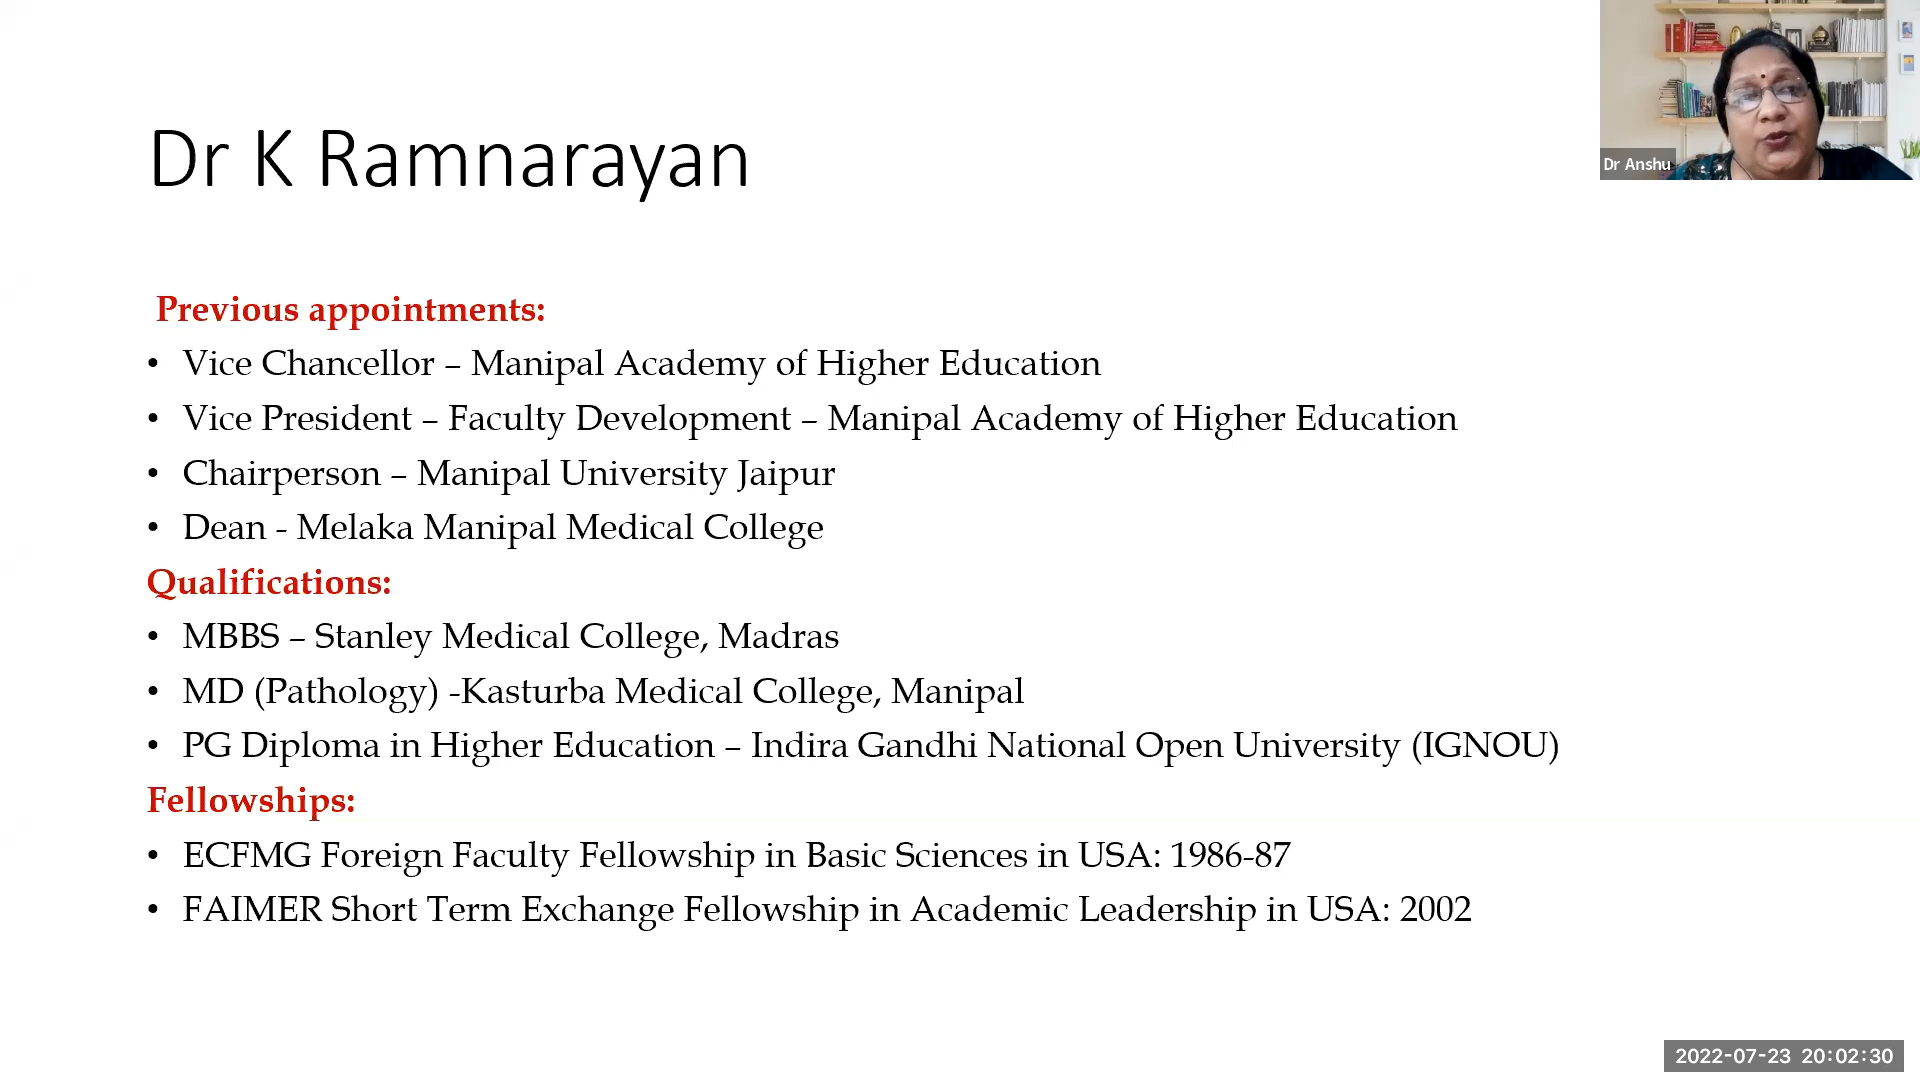 Dr K Ramnarayan
Dr Anshu
Previous appointments:
• Vice Chancellor – Manipal Academy of Higher Education
• Vice President – Faculty Development – Manipal Academy of Higher Education
• Chairperson – Manipal University Jaipur
• Dean - Melaka Manipal Medical College
Qualifications:
• MBBS – Stanley Medical College, Madras
• MD (Pathology) -Kasturba Medical College, Manipal
• PG Diploma in Higher Education – Indira Gandhi National Open University (IGNOU)
Fellowships:
• ECFMG Foreign Faculty Fellowship in Basic Sciences in USA: 1986-87
• FAIMER Short Term Exchange Fellowship in Academic Leadership in USA: 2002
2022-07-23 20:02:30